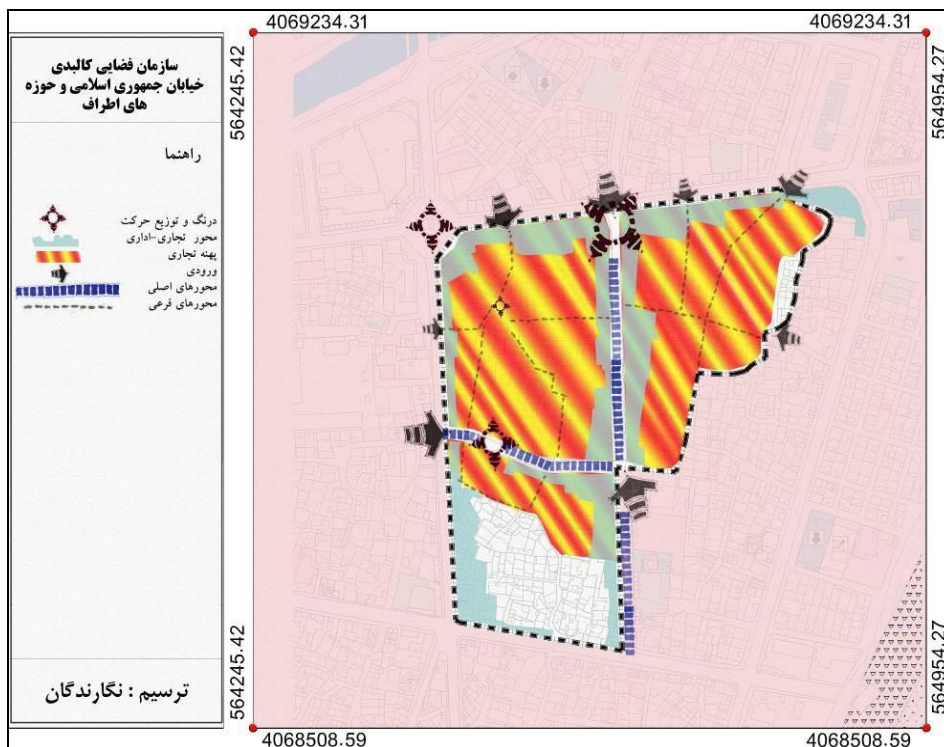 4069234.31
4069234.31
564245.42
564954.27
سازمان فضایی کالبدی
خیابان جمهوری اسلامی و حوزه
های اطراف
راهنما
درنگ و توزیع حرکت
محور تجاری-اداری
پهنه تجاری
ورودی
محورهای اصلی
محورهای فرعی
ترسیم : نگارندگان
564245.42
564954.27
4068508.59
4068508.59